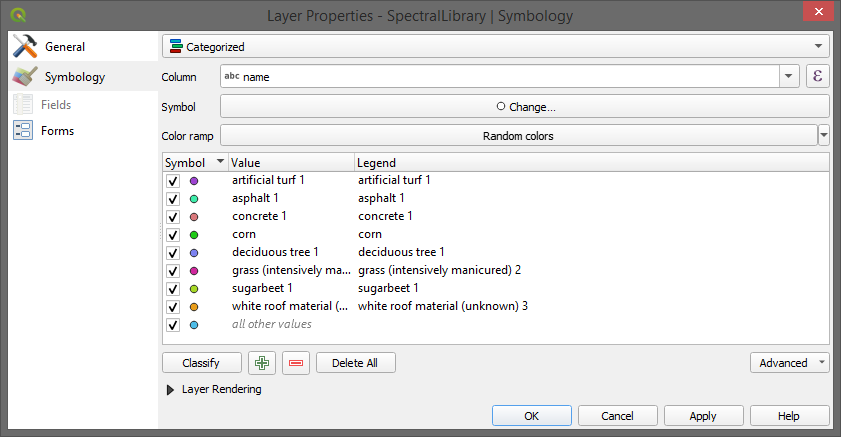 Layer Properties - SpectralLibrary | Symbology
General
Symbology
Fields
Forms
Categorized
Column abc name ε
Symbol Change...
Color ramp Random colors
Symbol Value Legend
artificial turf 1 artificial turf 1
asphalt 1 asphalt 1
concrete 1 concrete 1
corn corn
deciduous tree 1 deciduous tree 1
grass (intensively ma... grass (intensively manicured) 2
sugarbeet 1 sugarbeet 1
white roof material (... white roof material (unknown) 3
all other values
Classify Delete All Advanced
Layer Rendering
OK Cancel Apply Help